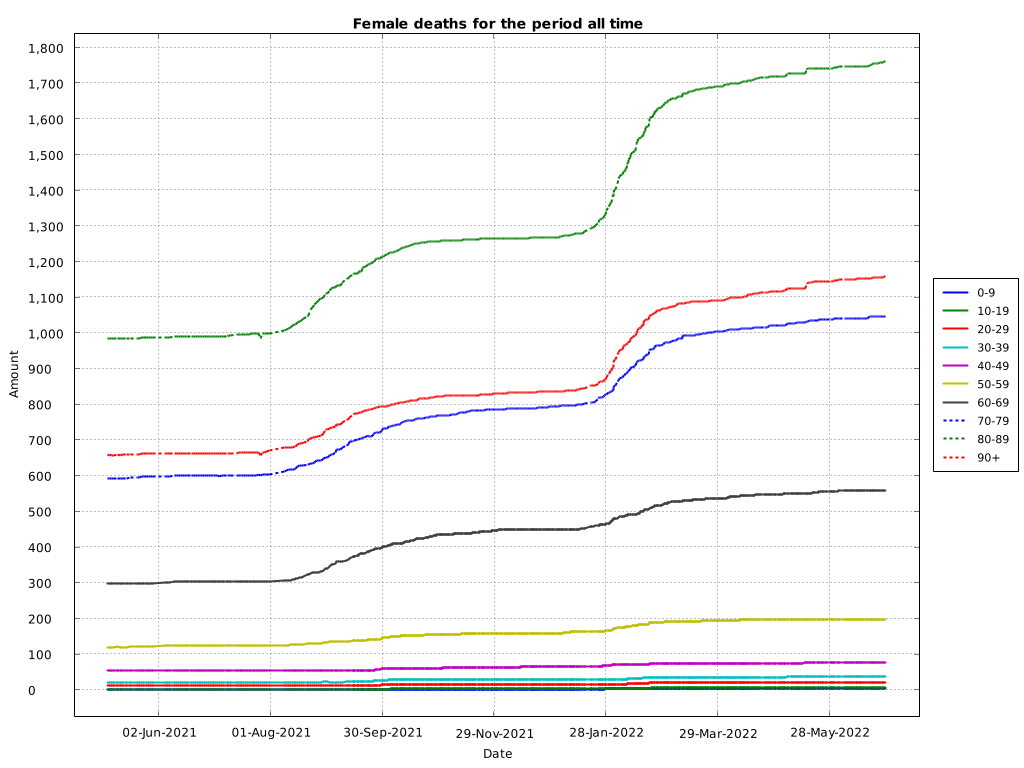 Female deaths for the period all time
1,800
1,700
1,600
1,500
1,400
1,300
1,200
1,100
1,000
900
800
700
600
500
400
300
200
100
0
Amount
02-Jun-2021
01-Aug-2021
30-Sep-2021
29-Nov-2021
28-Jan-2022
29-Mar-2022
28-May-2022
Date
0-9
10-19
20-29
30-39
40-49
50-59
60-69
70-79
80-89
90+